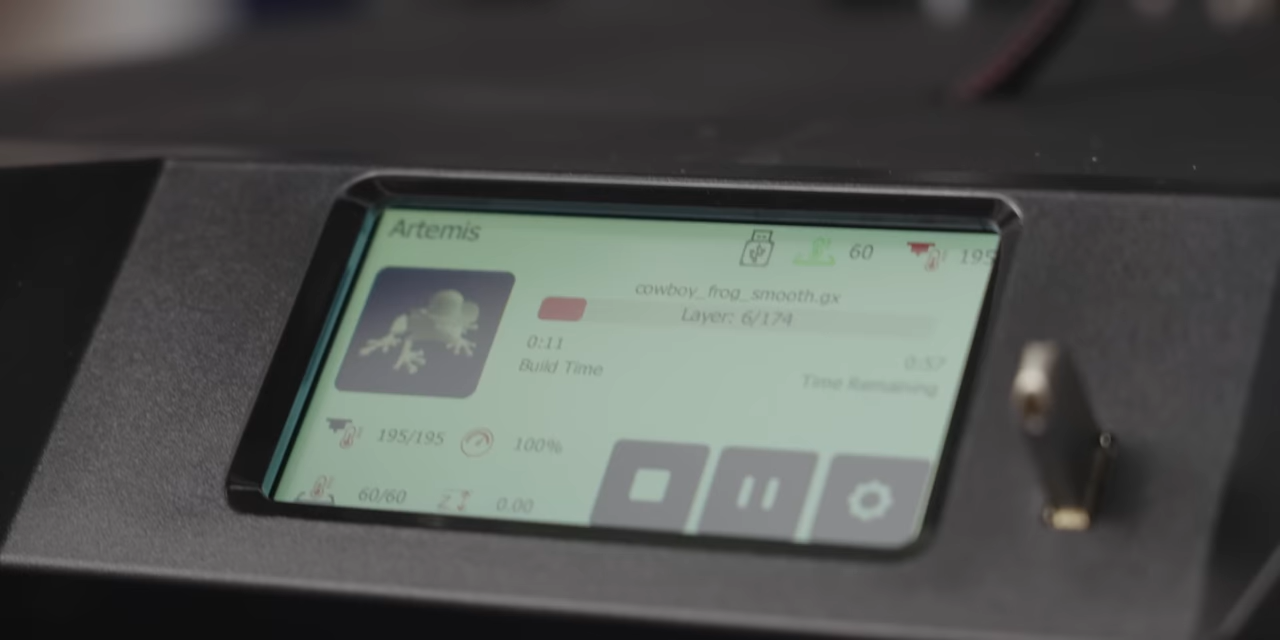 Artemis
60
195
cowboy_frog_smooth.gx
Layer: 6/174
0:11
0:57
Build Time
Time Remaining
195/195
100%
60/60
Z
0.00